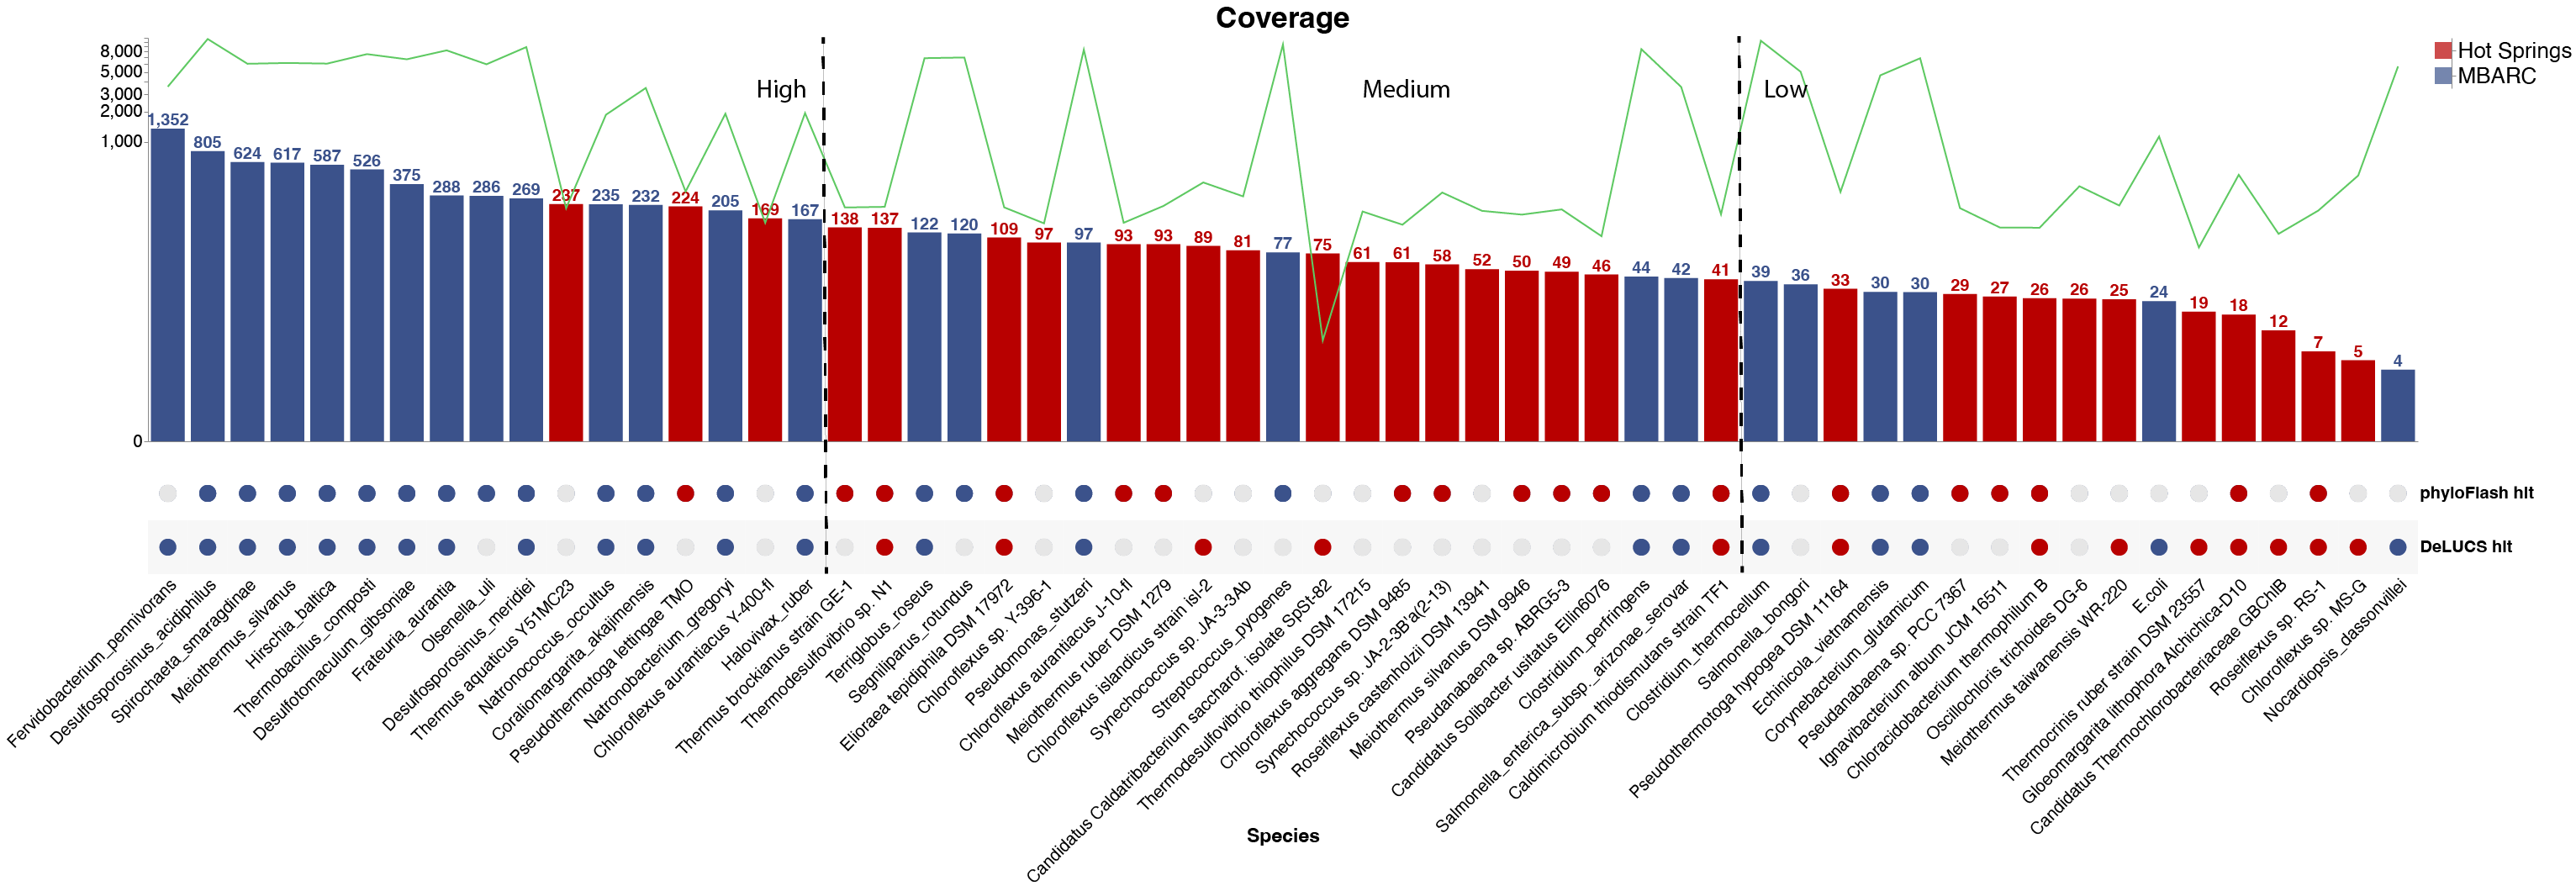 Coverage
8,000
5,000
3,000
2,000
1,000
0
High
Medium
Low
Hot Springs
MBARC
1,352
805
624
617
587
526
375
288
286
269
237
235
232
224
205
169
167
138
137
122
120
109
97
97
93
93
89
81
77
75
61
61
58
52
50
49
46
44
42
41
39
36
33
30
30
29
27
26
26
25
24
19
18
12
7
5
4
phyloFlash hit
DeLUCS hit
Fervidobacterium_pennivorans
Desulfosporosinus_acidiphilus
Spirochaeta_smaragdinae
Meiothermus_silvanus
Hirschia_baltica
Thermobacillus_composti
Desulfotomaculum_gibsoniae
Frateuria_aurantia
Olsenella_uli
Desulfosporosinus_meridiei
Thermus aquaticus Y51MC23
Natronococcus_occultus
Coraliomargarita_akajimensis
Pseudothermotoga lettingae TMO
Natronobacterium_gregoryi
Chloroflexus aurantiacus Y-400-fl
Halovivax_ruber
Thermus brockianus strain GE-1
Thermodesulfovibrio sp. N1
Terriglobus_roseus
Segniliparus_rotundus
Elioraea tepidiphila DSM 17972
Chloroflexus sp. Y-396-1
Pseudomonas_stutzeri
Chloroflexus aurantiacus J-10-fl
Meiothermus ruber DSM 1279
Chloroflexus islandicus strain isl-2
Synechococcus sp. JA-3-3Ab
Streptococcus_pyogenes
Candidatus Caldatribacterium saccharof. isolate SpSt-82
Thermodesulfovibrio thiophilus DSM 17215
Chloroflexus aggregans DSM 9485
Synechococcus sp. JA-2-3B'a(2-13)
Roseiflexus castenholzii DSM 13941
Meiothermus silvanus DSM 9946
Pseudanabaena sp. ABRG5-3
Candidatus Solibacter usitatus Ellin6076
Clostridium_perfringens
Salmonella_enterica_subsp._arizonae_serovar
Caldimicrobium thiodismutans strain TF1
Clostridium_thermocellum
Salmonella_bongori
Pseudothermotoga hypogea DSM 11164
Echinicola_vietnamensis
Corynebacterium_glutamicum
Pseudanabaena sp. PCC 7367
Ignavibacterium album JCM 16511
Chloracidobacterium thermophilum B
Oscillochloris trichoides DG-6
Meiothermus taiwanensis WR-220
E.coli
Thermocrinis ruber strain DSM 23557
Gloeomargarita lithophora Alchichica-D10
Candidatus Thermochlorobacteriaceae GBChlB
Roseiflexus sp. RS-1
Chloroflexus sp. MS-G
Nocardiopsis_dassonvillei
Species